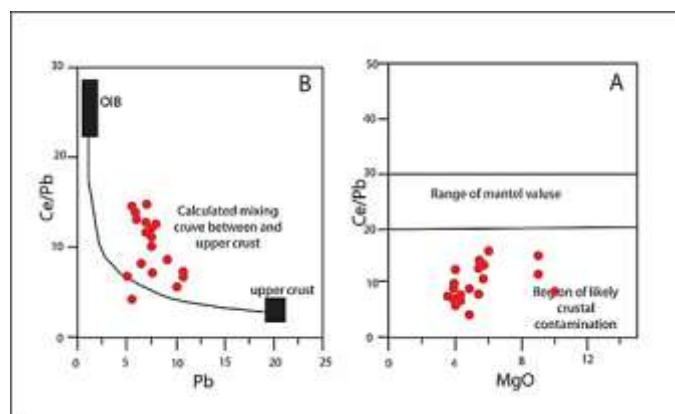 30
B
OIB
20
Ce/Pb
Calculated mixing
cruve between and
upper crust
10
upper crust
0
0
5
10
15
20
25
Pb
50
A
40
30
Ce/Pb
Range of mantel valuse
20
10
Region of likely
crustal
contamination
0
0
4
8
12
MgO